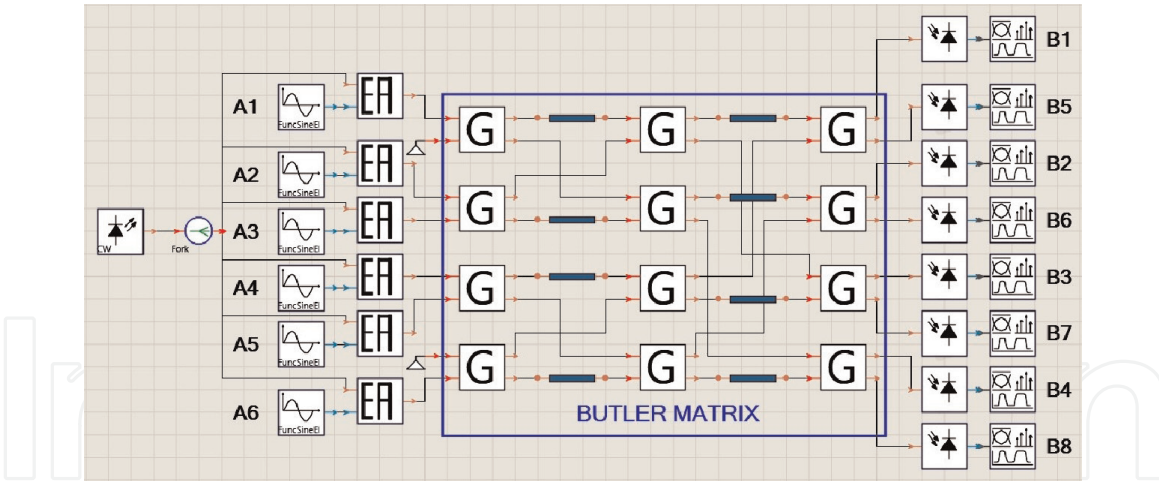 B1
A1
FuncSineEl
EA
G
G
G
B5
A2
FuncSineEl
EA
B2
G
G
G
B6
CW
Fork
A3
FuncSineEl
EA
A4
FuncSineEl
EA
G
G
G
B3
A5
FuncSineEl
EA
B7
G
G
G
B4
A6
FuncSineEl
EA
BUTLER MATRIX
B8